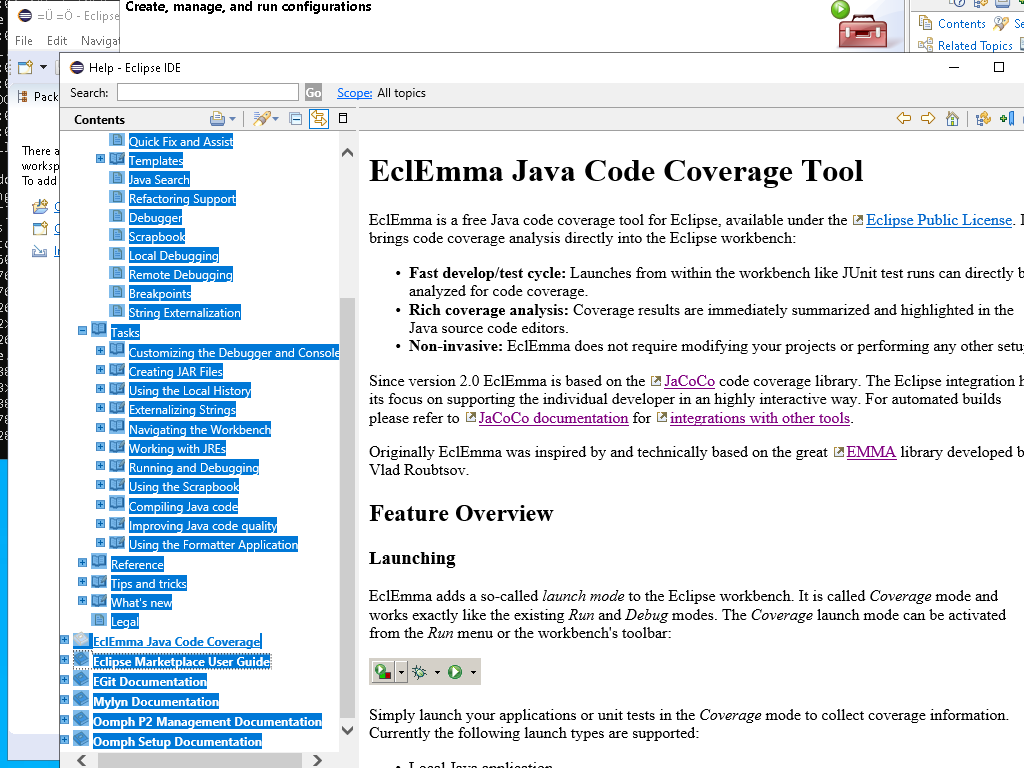 Create, manage, and run configurations
=Ü =Ö - Eclipse
File Edit Navigat
Contents
Related Topics
Pack
There a
worksp
To add
Help - Eclipse IDE
Search:
Go
Scope: All topics
Contents
Quick Fix and Assist
Templates
Java Search
Refactoring Support
Debugger
Scrapbook
Local Debugging
Remote Debugging
Breakpoints
String Externalization
Tasks
Customizing the Debugger and Console
Creating JAR Files
Using the Local History
Externalizing Strings
Navigating the Workbench
Working with JREs
Running and Debugging
Using the Scrapbook
Compiling Java code
Improving Java code quality
Using the Formatter Application
Reference
Tips and tricks
What's new
Legal
EclEmma Java Code Coverage
Eclipse Marketplace User Guide
EGit Documentation
Mylyn Documentation
Oomph P2 Management Documentation
Oomph Setup Documentation
EclEmma Java Code Coverage Tool
EclEmma is a free Java code coverage tool for Eclipse, available under the Eclipse Public License. I
brings code coverage analysis directly into the Eclipse workbench:
• Fast develop/test cycle: Launches from within the workbench like JUnit test runs can directly b
analyzed for code coverage.
• Rich coverage analysis: Coverage results are immediately summarized and highlighted in the
Java source code editors.
• Non-invasive: EclEmma does not require modifying your projects or performing any other setu
Since version 2.0 EclEmma is based on the JaCoCo code coverage library. The Eclipse integration h
its focus on supporting the individual developer in an highly interactive way. For automated builds
please refer to JaCoCo documentation for integrations with other tools.
Originally EclEmma was inspired by and technically based on the great EMMA library developed b
Vlad Roubtsov.
Feature Overview
Launching
EclEmma adds a so-called launch mode to the Eclipse workbench. It is called Coverage mode and
works exactly like the existing Run and Debug modes. The Coverage launch mode can be activated
from the Run menu or the workbench's toolbar:
Simply launch your applications or unit tests in the Coverage mode to collect coverage information.
Currently the following launch types are supported:
• Local Java application